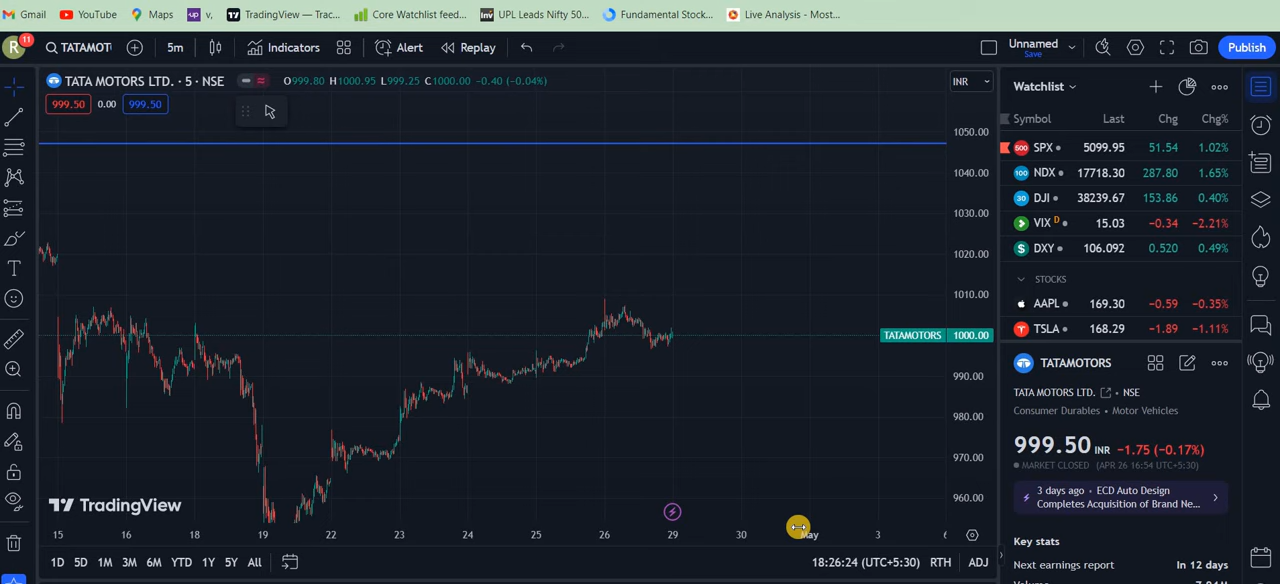 Gmail YouTube Maps v, TradingView — Trac... Core Watchlist feed... UPL Leads Nifty 50... Fundamental Stock... Live Analysis - Most...
R 11 TATAMOT 5m Indicators Alert Replay Unnamed Save Publish
TATA MOTORS LTD. · 5 · NSE O999.80 H1000.95 L999.25 C1000.00 -0.40 (-0.04%) INR
999.50 0.00 999.50
1050.00
1040.00
1030.00
1020.00
1010.00
TATAMOTORS 1000.00
990.00
980.00
970.00
960.00
TradingView
15 16 18 19 22 23 24 25 26 29 30 May 3 6
1D 5D 1M 3M 6M YTD 1Y 5Y All 18:26:24 (UTC+5:30) RTH ADJ
Watchlist
Symbol Last Chg Chg%
500 SPX 5099.95 51.54 1.02%
100 NDX 17718.30 287.80 1.65%
30 DJI 38239.67 153.86 0.40%
VIX D 15.03 −0.34 −2.21%
$ DXY 106.092 0.520 0.49%
STOCKS
AAPL 169.30 −0.59 −0.35%
TSLA 168.29 −1.89 −1.11%
TATAMOTORS
TATA MOTORS LTD. • NSE
Consumer Durables • Motor Vehicles
999.50 INR −1.75 (−0.17%)
MARKET CLOSED (APR 26 16:54 UTC+5:30)
3 days ago • ECD Auto Design
Completes Acquisition of Brand Ne...
Key stats
Next earnings report In 12 days